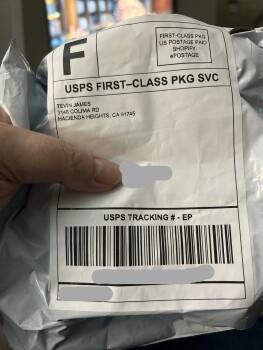 F
FIRST-CLASS PKG
US POSTAGE PAID
SHOPIFY
ePOSTAGE
USPS FIRST-CLASS PKG SVC
TEVIN JAMES
3146 COLIMA RD
HACIENDA HEIGHTS, CA 91745
USPS TRACKING # - EP